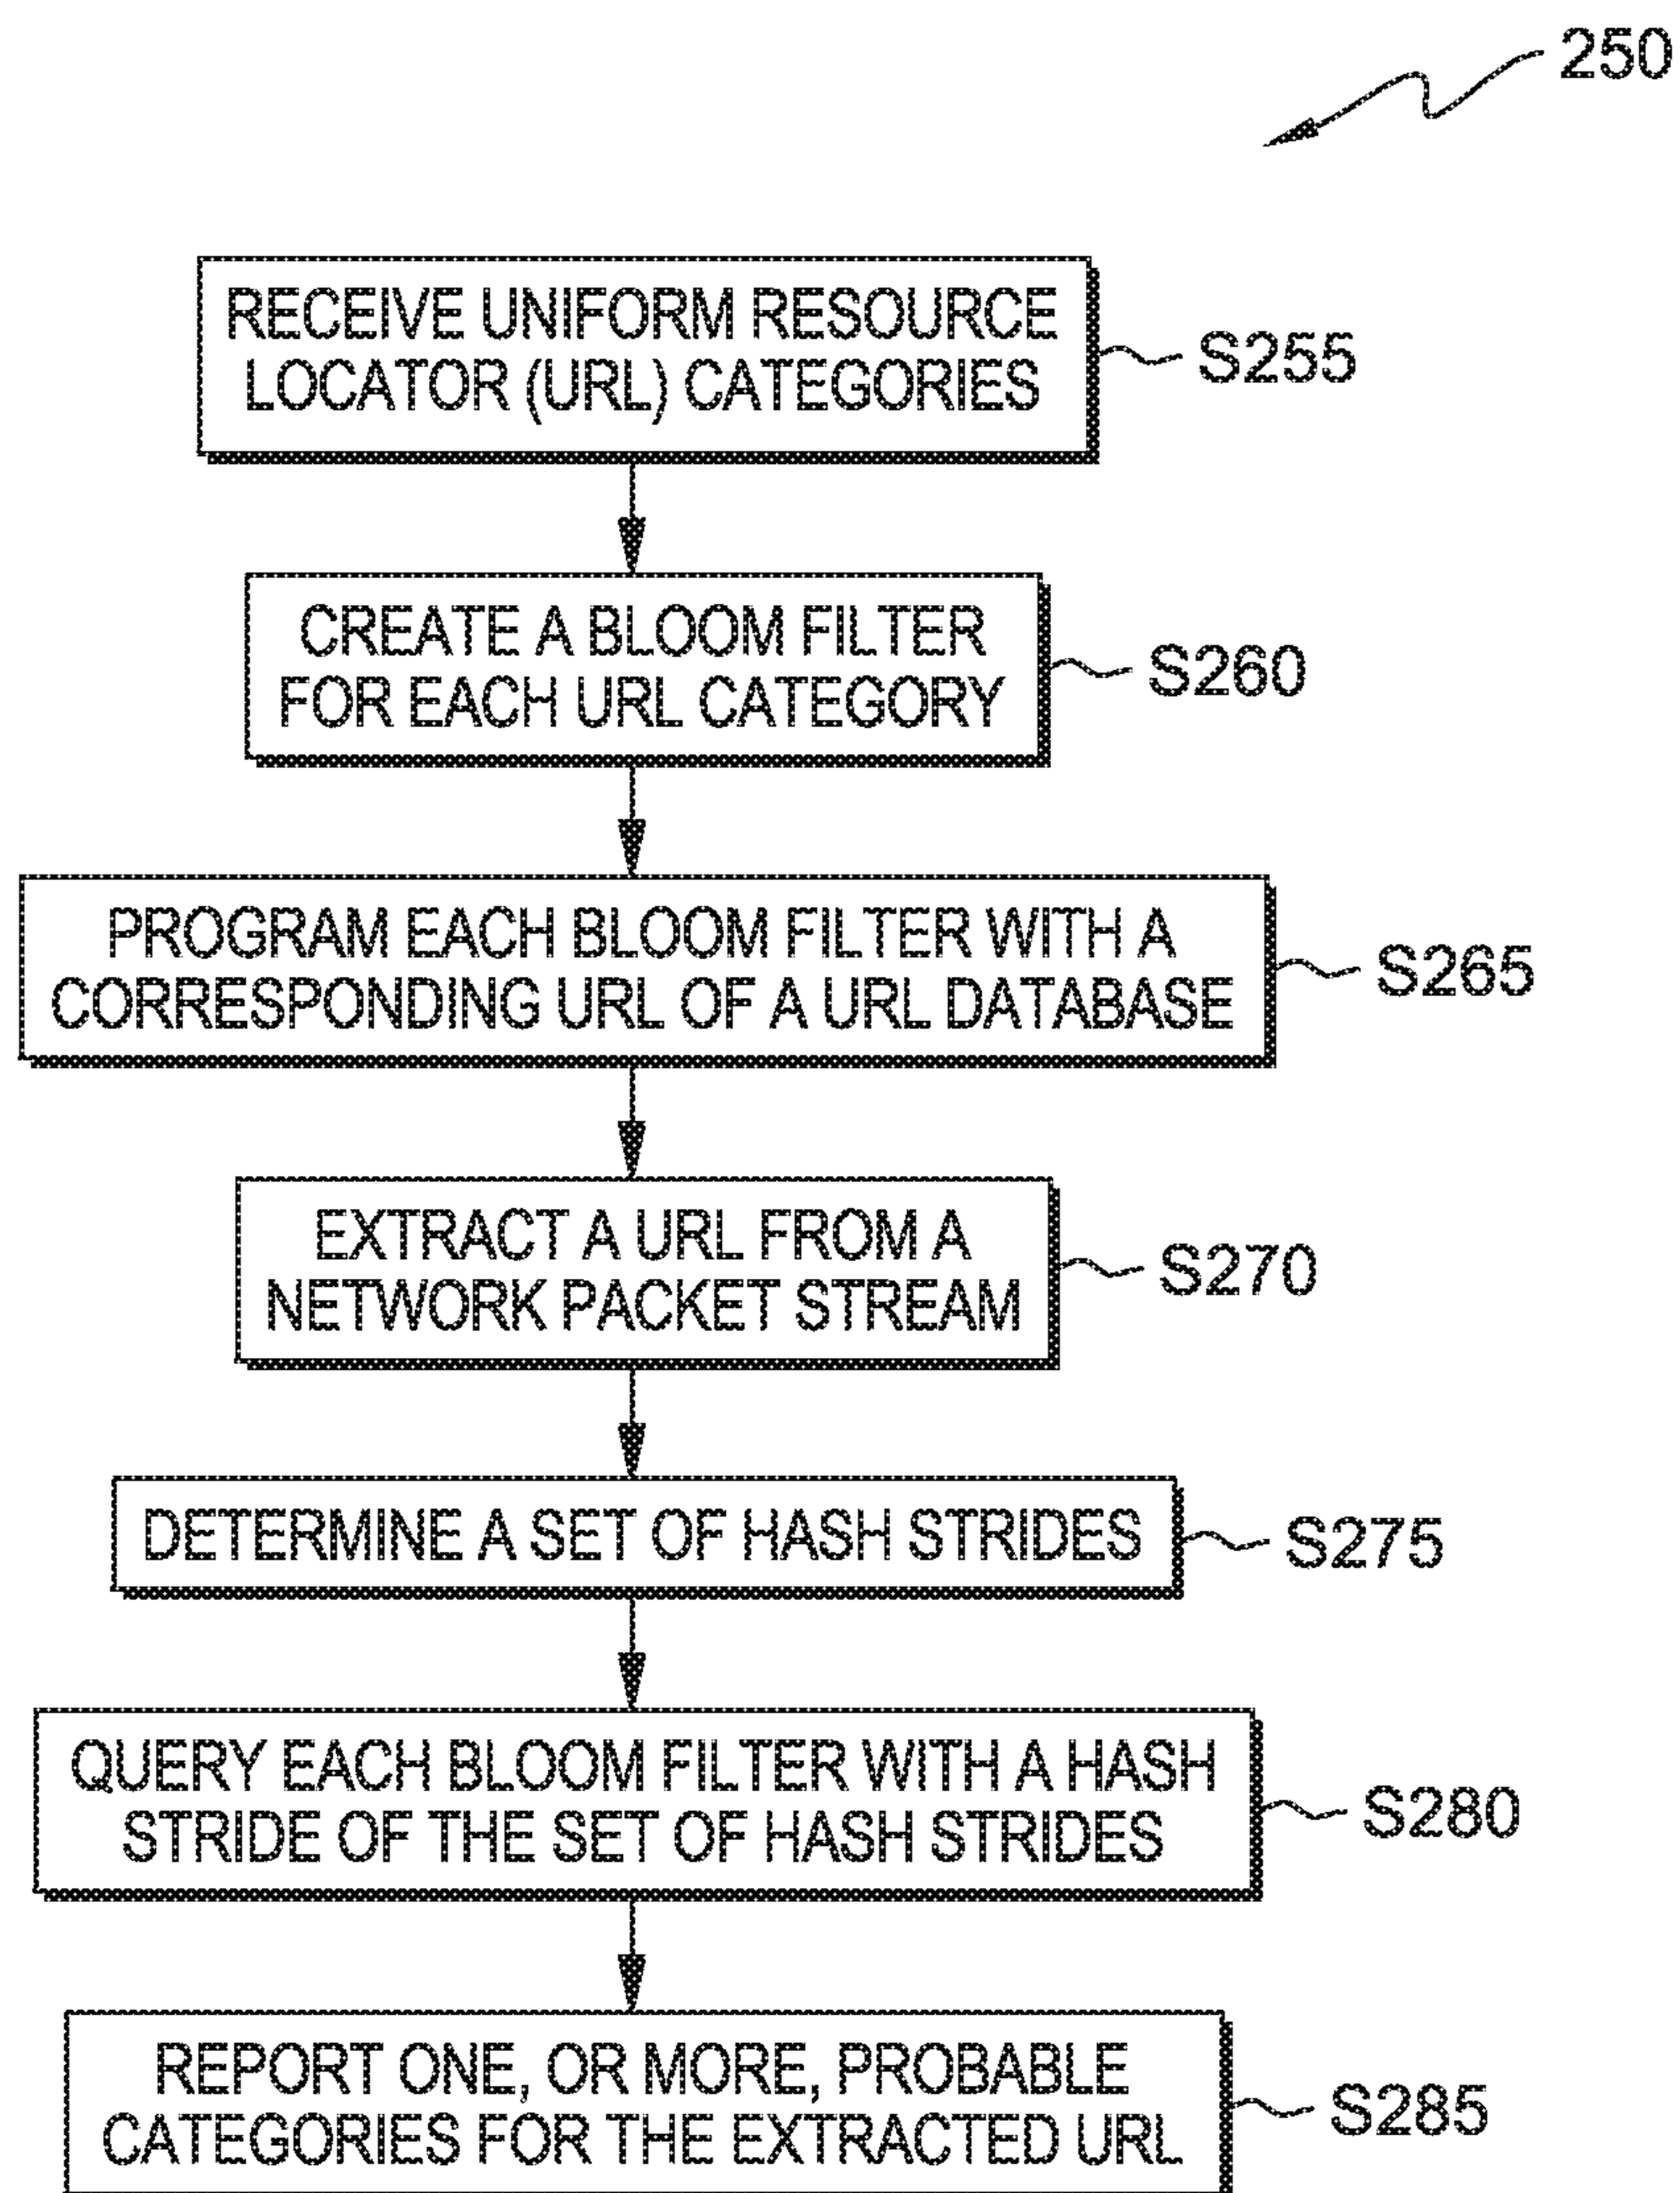 250
RECEIVE UNIFORM RESOURCE
LOCATOR (URL) CATEGORIES
S255
CREATE A BLOOM FILTER
FOR EACH URL CATEGORY
S260
PROGRAM EACH BLOOM FILTER WITH A
CORRESPONDING URL OF A URL DATABASE
S265
EXTRACT A URL FROM A
NETWORK PACKET STREAM
S270
DETERMINE A SET OF HASH STRIDES
S275
QUERY EACH BLOOM FILTER WITH A HASH
STRIDE OF THE SET OF HASH STRIDES
S280
REPORT ONE, OR MORE, PROBABLE
CATEGORIES FOR THE EXTRACTED URL
S285